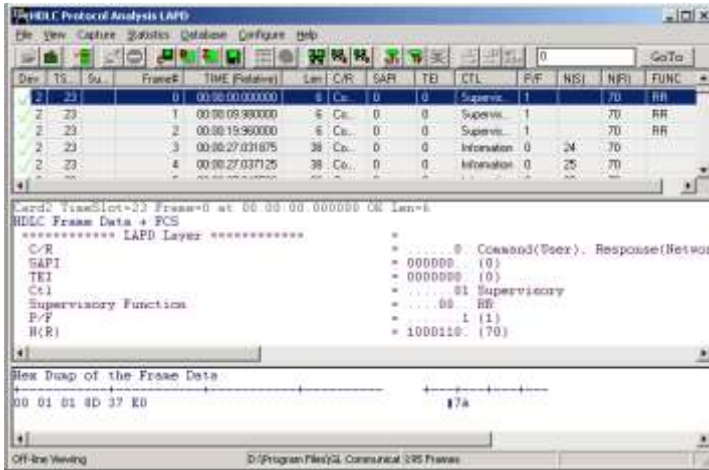 HDLC Protocol Analysis LAPD
File View Capture Statistics Database Configure Help
0 GoTo
Dev TS... Su... Frame# TIME (Relative) Len C/R SAPI TEI CTL P/F N(S) N(R) FUNC
2 23 0 00:00:00.000000 6 Co... 0 0 Supervis... 1 70 RR
2 23 1 00:00:09.980000 6 Co... 0 0 Supervis... 1 70 RR
2 23 2 00:00:19.960000 6 Co... 0 0 Supervis... 1 70 RR
2 23 3 00:00:27.031875 38 Co... 0 0 Information 0 24 70
2 23 4 00:00:27.037125 38 Co... 0 0 Information 0 25 70
Card2 TimeSlot=23 Frame=0 at 00:00:00.000000 OK Len=6
HDLC Frame Data + FCS
************ LAPD Layer ************ =
C/R = ......0. Command(User), Response(Networ
SAPI = 000000.. (0)
TEI = 0000000. (0)
Ctl = ......01 Supervisory
Supervisory Function = ....00.. RR
P/F = .......1 (1)
N(R) = 1000110. (70)
Hex Dump of the Frame Data
00 01 01 8D 37 E0
Off-line Viewing D:\Program Files\GL Communicat 195 Frames